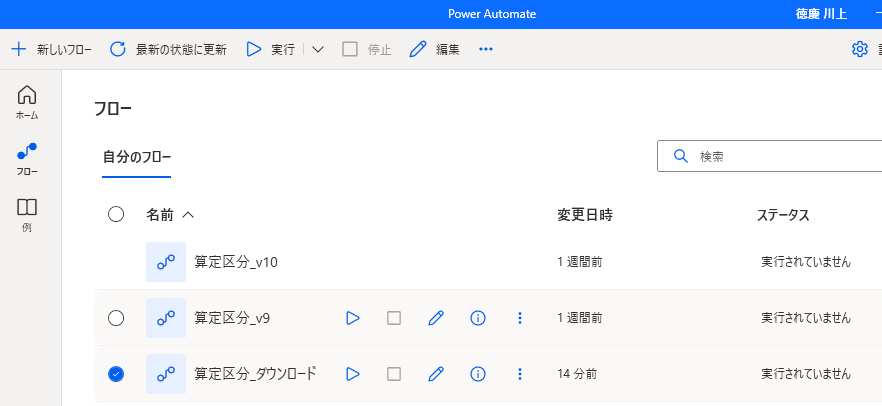 Power Automate 徳慶 川上
新しいフロー 最新の状態に更新 実行 停止 編集
ホーム
フロー
例
フロー
自分のフロー
検索
名前 変更日時 ステータス
算定区分_v10 1 週間前 実行されていません
算定区分_v9 1 週間前 実行されていません
算定区分_ダウンロード 14 分前 実行されていません